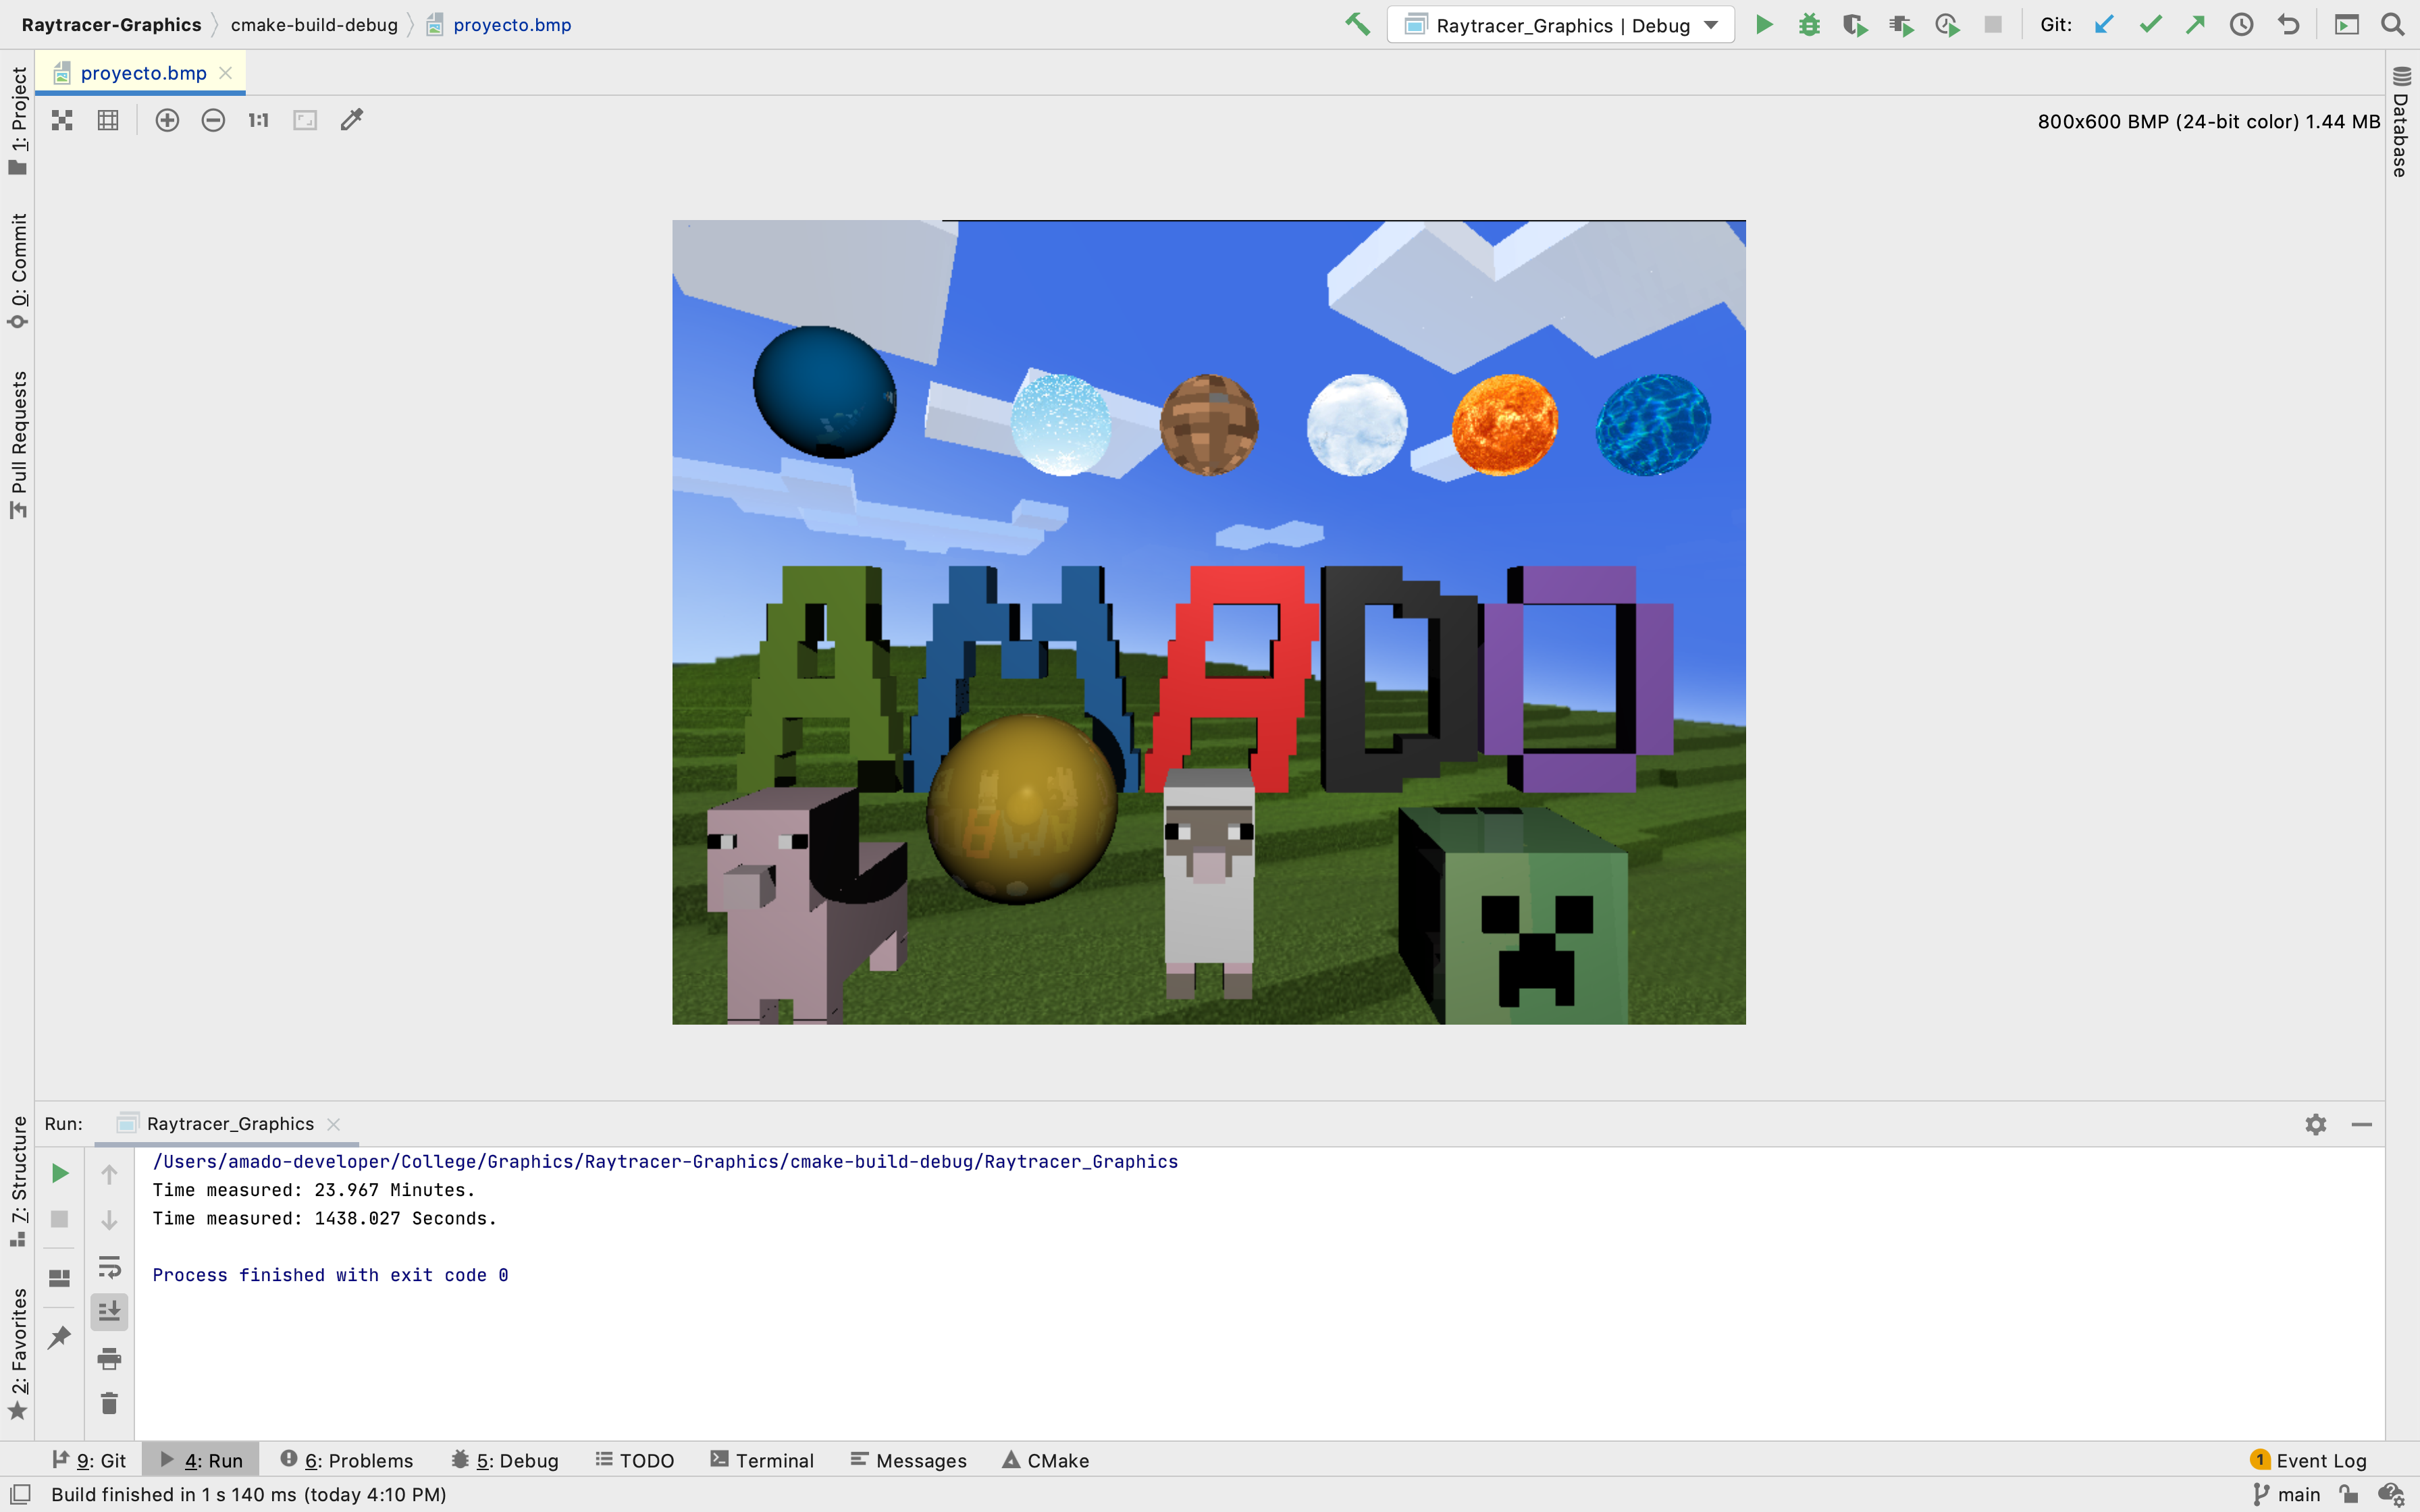 Raytracer-Graphics cmake-build-debug proyecto.bmp
Raytracer_Graphics | Debug
Git:
proyecto.bmp
1:1
800x600 BMP (24-bit color) 1.44 MB
1: Project
0: Commit
Pull Requests
7: Structure
2: Favorites
Database
AMADO
Run: Raytracer_Graphics
/Users/amado-developer/College/Graphics/Raytracer-Graphics/cmake-build-debug/Raytracer_Graphics
Time measured: 23.967 Minutes.
Time measured: 1438.027 Seconds.
Process finished with exit code 0
9: Git 4: Run 6: Problems 5: Debug TODO Terminal Messages CMake
1 Event Log
Build finished in 1 s 140 ms (today 4:10 PM)
main